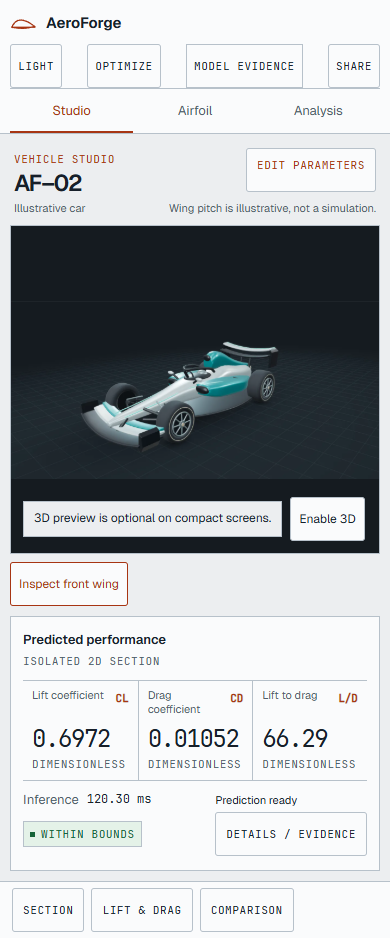 AeroForge
LIGHT
OPTIMIZE
MODEL EVIDENCE
SHARE
Studio
Airfoil
Analysis
VEHICLE STUDIO
AF–02
EDIT PARAMETERS
Illustrative car
Wing pitch is illustrative, not a simulation.
3D preview is optional on compact screens.
Enable 3D
Inspect front wing
Predicted performance
ISOLATED 2D SECTION
Lift coefficient CL
0.6972
DIMENSIONLESS
Drag CD
coefficient
0.01052
DIMENSIONLESS
Lift to drag L/D
66.29
DIMENSIONLESS
Inference 120.30 ms
WITHIN BOUNDS
Prediction ready
DETAILS / EVIDENCE
SECTION
LIFT & DRAG
COMPARISON